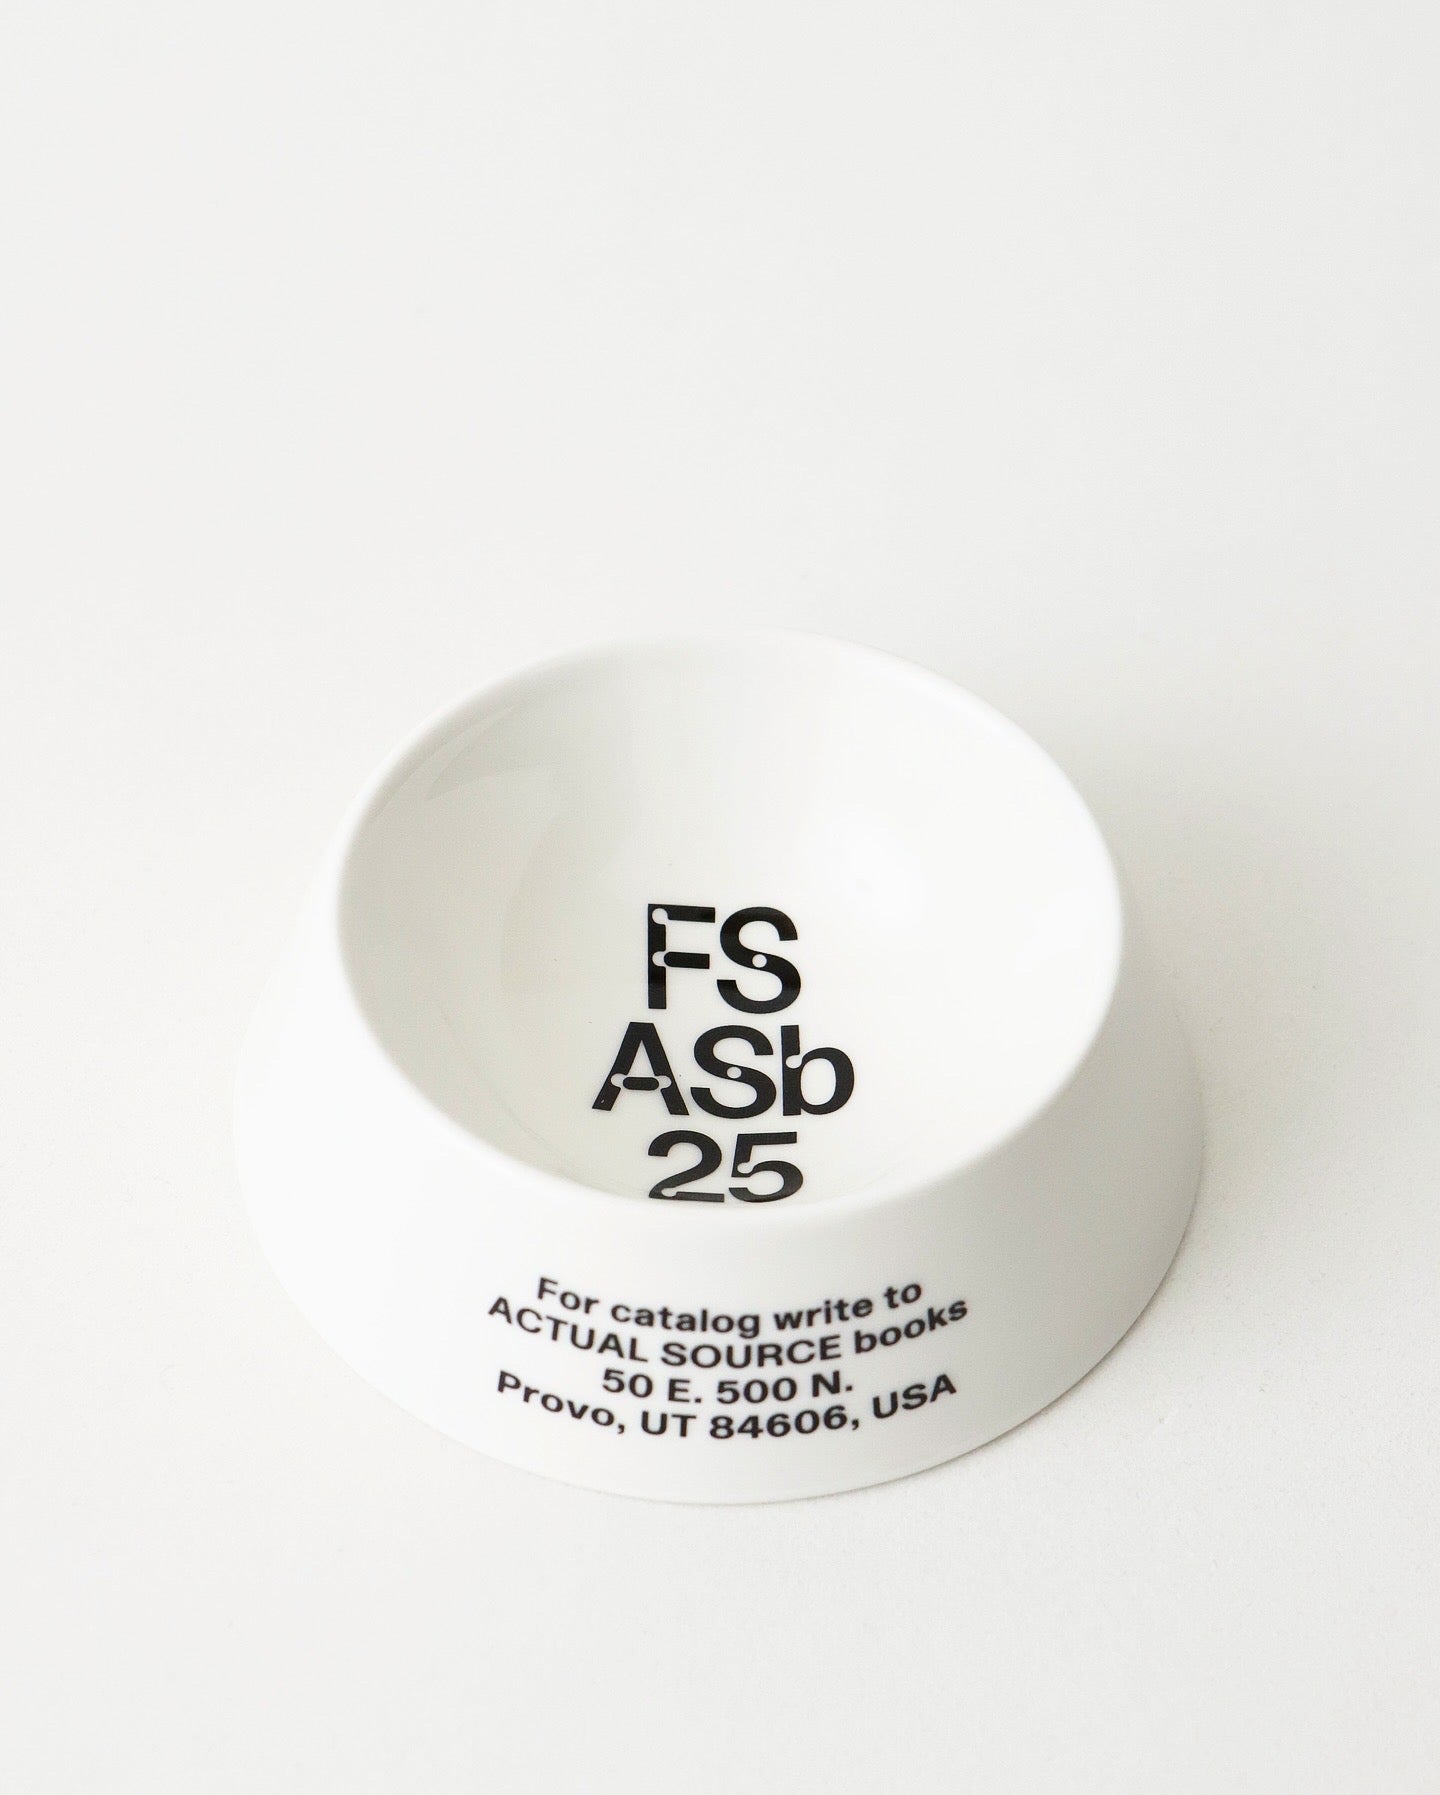 FS
ASb
25
For catalog write to
ACTUAL SOURCE books
50 E. 500 N.
Provo, UT 84606, USA